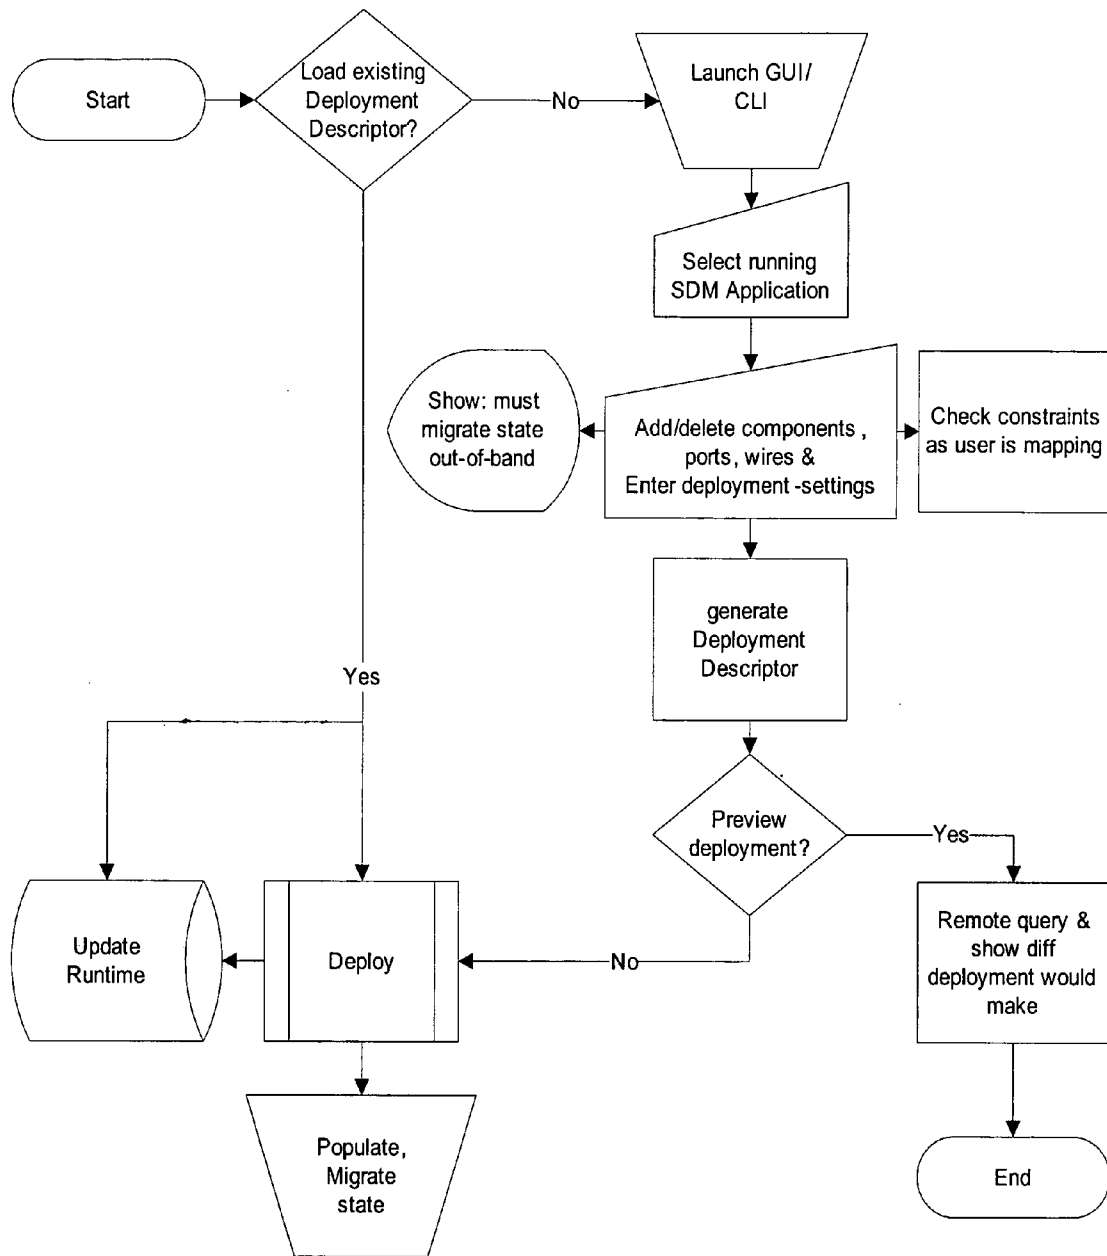 Start
Load existing
Deployment
Descriptor?
No
Launch GUI/
CLI
Select running
SDM Application
Show: must
migrate state
out-of-band
Add/delete components ,
ports, wires &
Enter deployment -settings
Check constraints
as user is mapping
generate
Deployment
Descriptor
Yes
Preview
deployment?
Yes
Update
Runtime
Deploy
No
Remote query &
show diff
deployment would
make
Populate,
Migrate
state
End